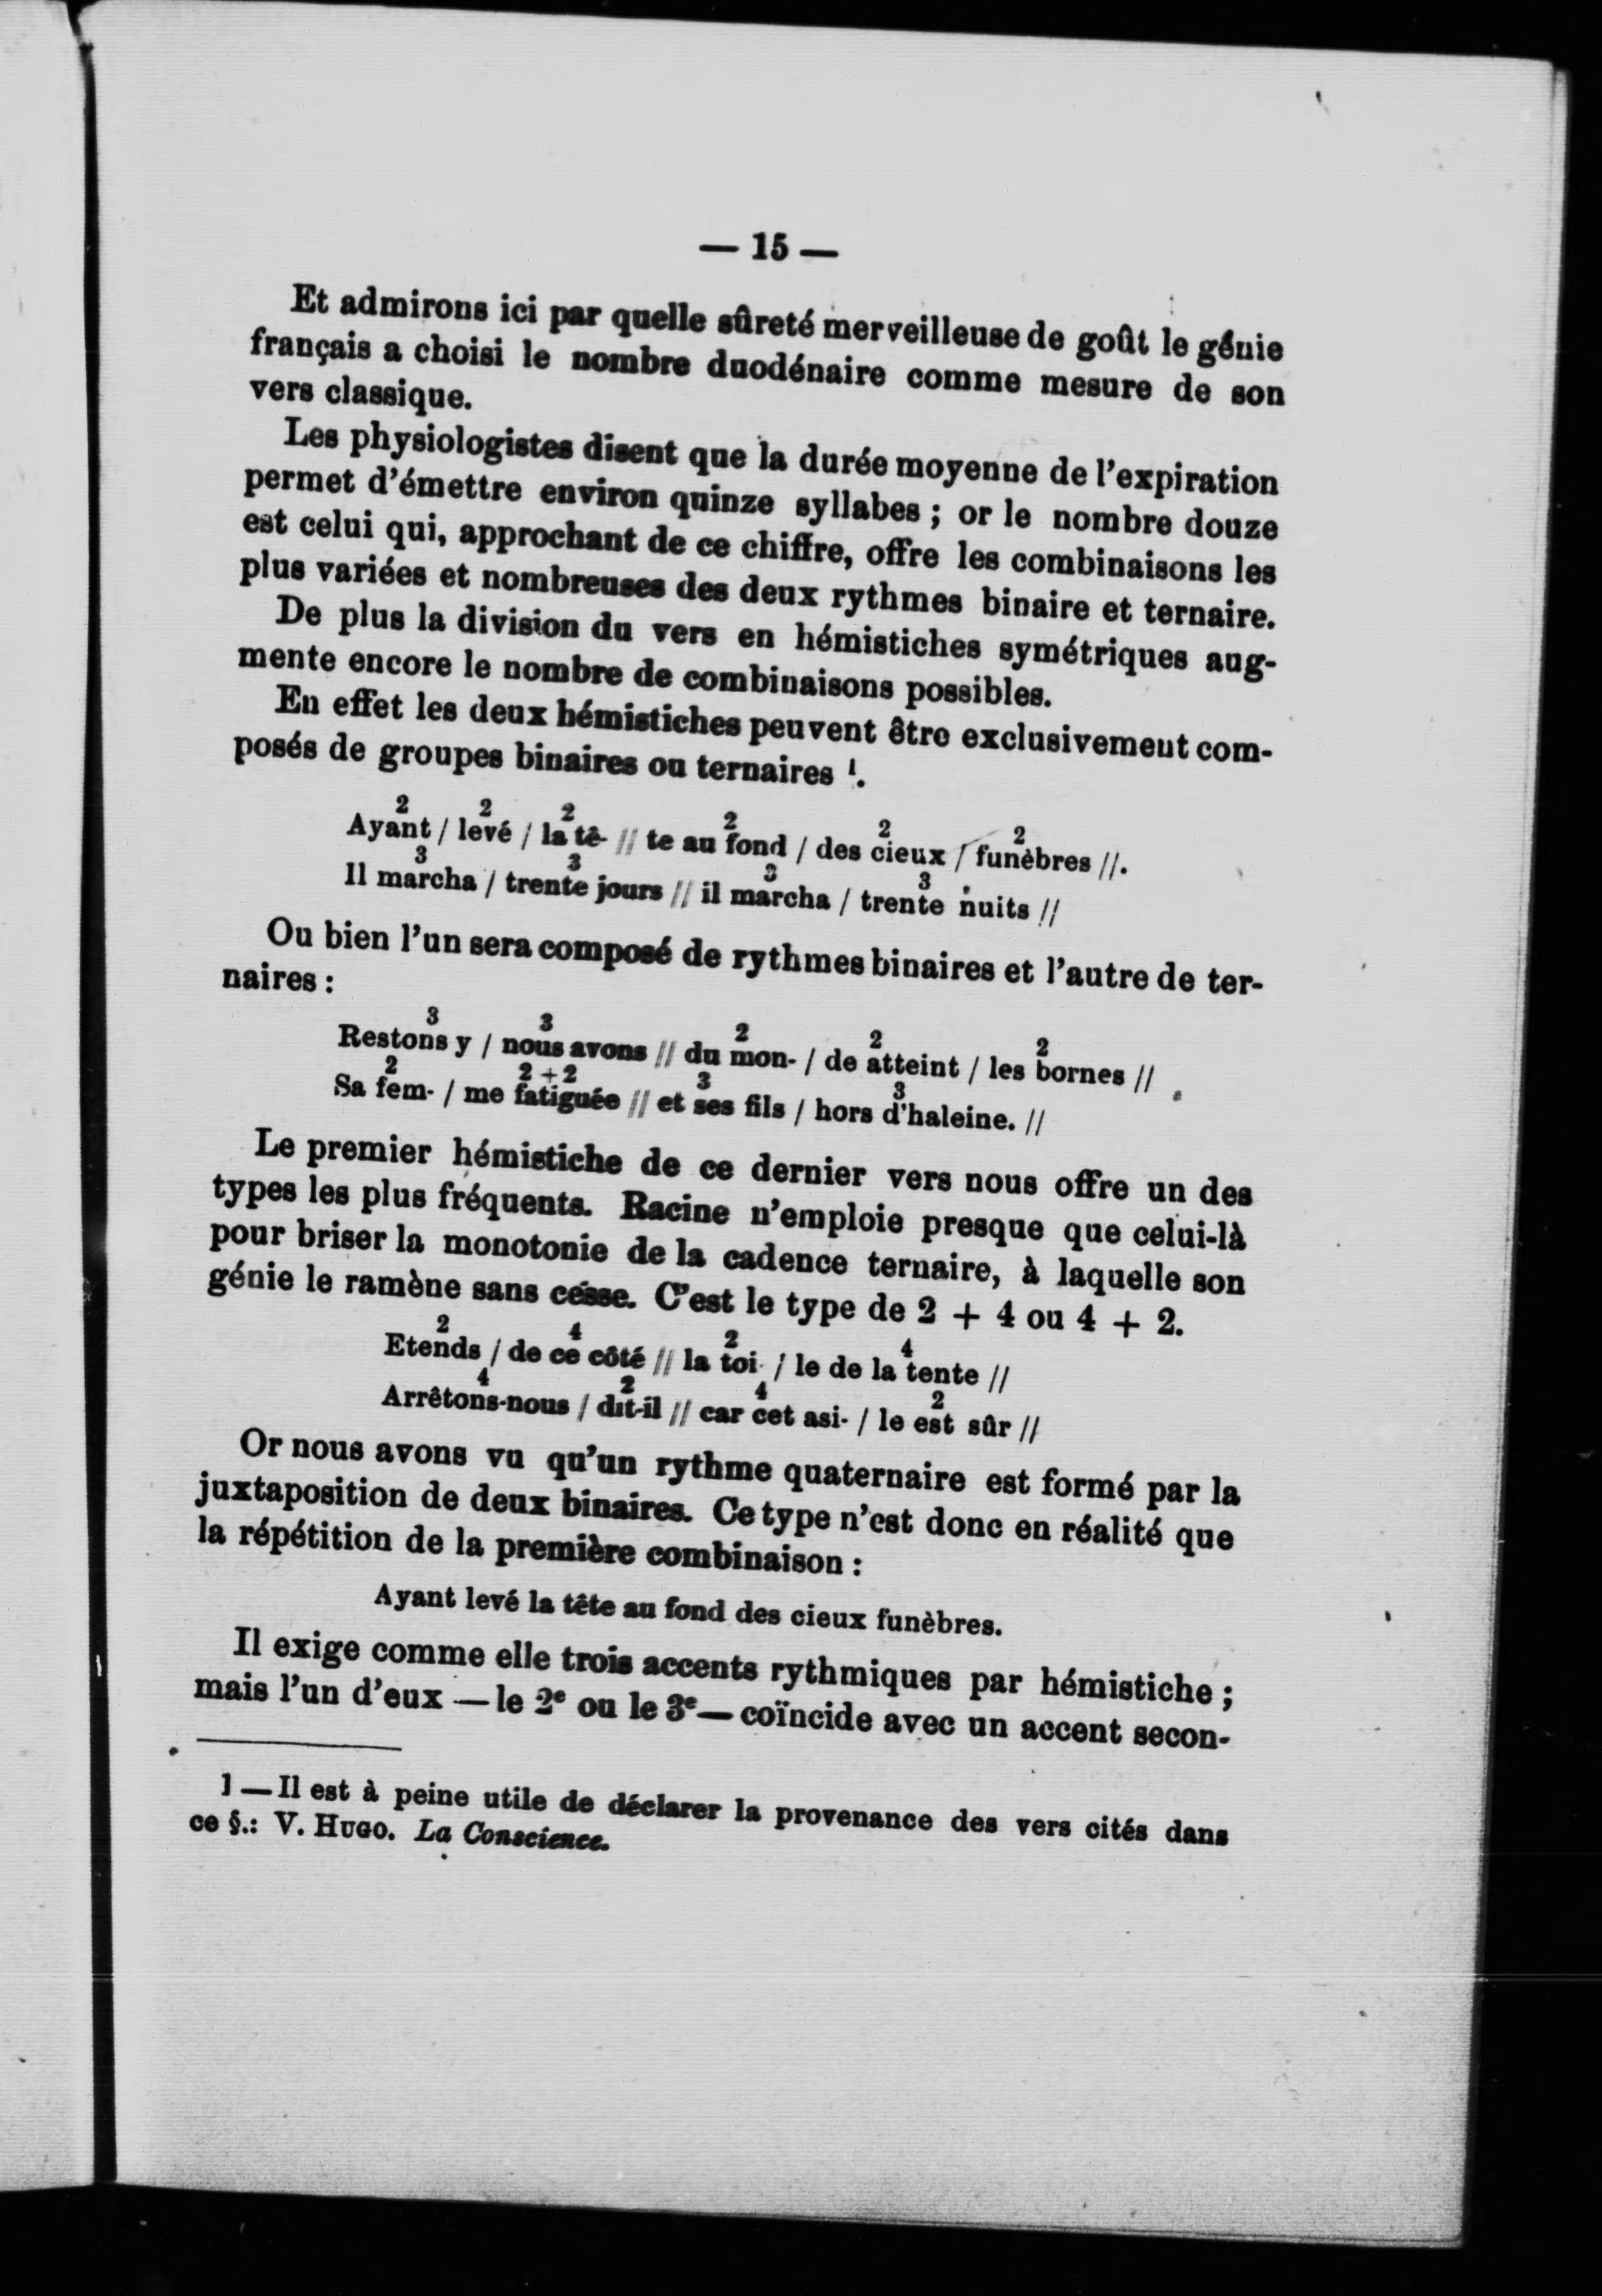 — 15 —
Et admirons ici par quelle sûreté merveilleuse de goût le génie
français a choisi le nombre duodénaire comme mesure de son
vers classique.
Les physiologistes disent que la durée moyenne de l'expiration
permet d'émettre environ quinze syllabes ; or le nombre douze
est celui qui, approchant de ce chiffre, offre les combinaisons les
plus variées et nombreuses des deux rythmes binaire et ternaire.
De plus la division du vers en hémistiches symétriques aug-
mente encore le nombre de combinaisons possibles.
En effet les deux hémistiches peuvent être exclusivement com-
posés de groupes binaires ou ternaires 1.
2 2 2 2 2 2
Ayant / levé / la tê- // te au fond / des cieux / funèbres //.
3 3 3 3
Il marcha / trente jours // il marcha / trente nuits //
Ou bien l'un sera composé de rythmes binaires et l'autre de ter-
naires :
3 3 2 2 2
Restons y / nous avons // du mon- / de atteint / les bornes //
2 2 + 2 3 3
Sa fem- / me fatiguée // et ses fils / hors d'haleine. //
Le premier hémistiche de ce dernier vers nous offre un des
types les plus fréquents. Racine n'emploie presque que celui-là
pour briser la monotonie de la cadence ternaire, à laquelle son
génie le ramène sans cesse. C'est le type de 2 + 4 ou 4 + 2.
2 4 2 4
Etends / de ce côté // la toi- / le de la tente //
4 2 4 2
Arrêtons-nous / dit-il // car cet asi- / le est sûr //
Or nous avons vu qu'un rythme quaternaire est formé par la
juxtaposition de deux binaires. Ce type n'est donc en réalité que
la répétition de la première combinaison :
Ayant levé la tête au fond des cieux funèbres.
Il exige comme elle trois accents rythmiques par hémistiche ;
mais l'un d'eux — le 2e ou le 3e — coïncide avec un accent secon-
1 — Il est à peine utile de déclarer la provenance des vers cités dans
ce §.: V. HUGO. La Conscience.